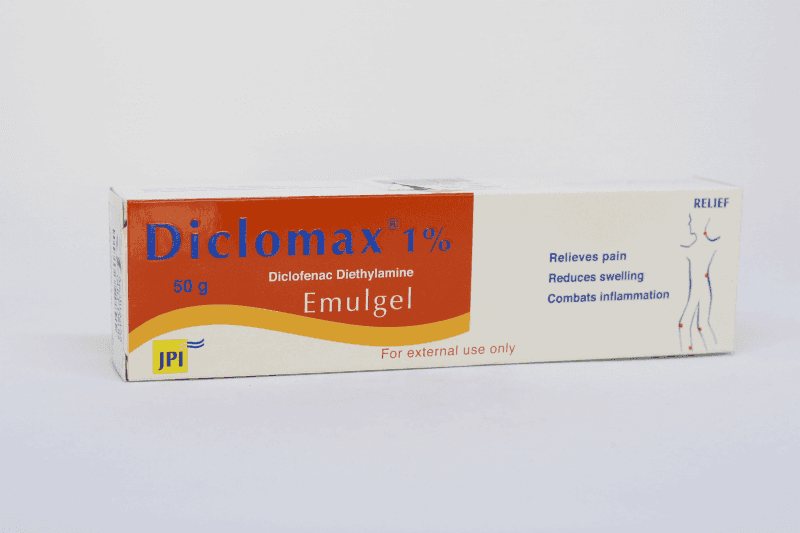 Diclomax® 1%
50 g
Diclofenac Diethylamine
Emulgel
JPI
For external use only
Relieves pain
Reduces swelling
Combats inflammation
RELIEF